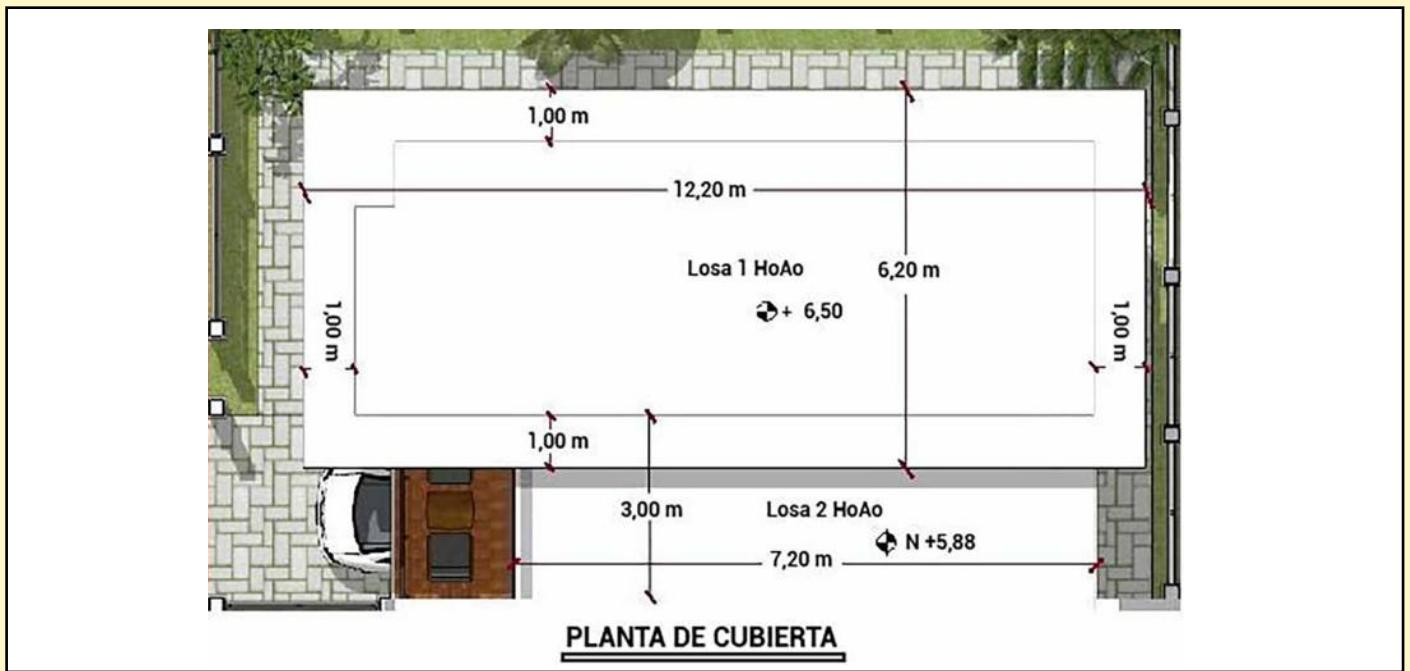 1,00 m
12,20 m
Losa 1 HoAo
6,20 m
+ 6,50
1,00 m
1,00 m
1,00 m
3,00 m
Losa 2 HoAo
N +5,88
7,20 m
PLANTA DE CUBIERTA